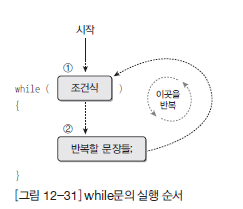 시작
①
while ( 조건식 )
{
이곳을
반복
②
반복할 문장들;
}
[그림 12-31] while문의 실행 순서